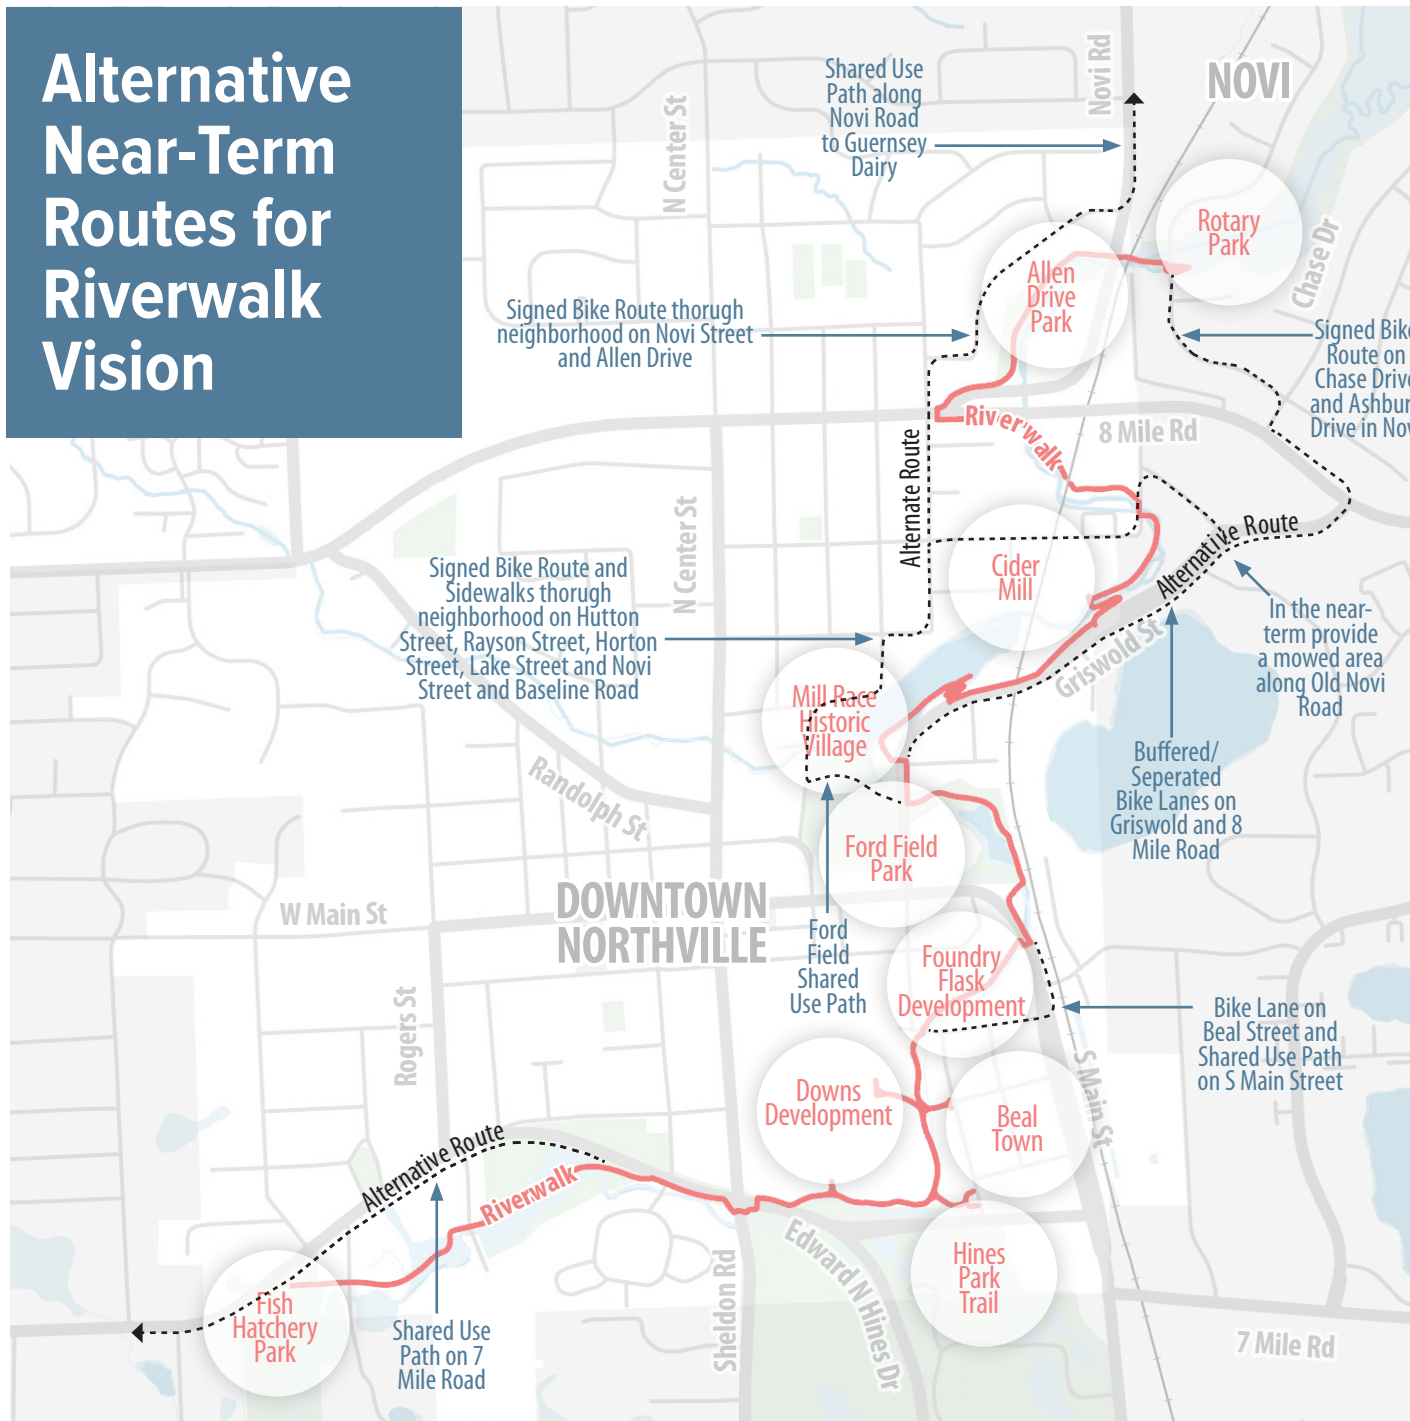 Alternative
Near-Term
Routes for
Riverwalk
Vision
N Center St
Shared Use
Path along
Novi Road
to Guernsey
Dairy
Novi Rd
NOVI
Rotary
Park
Chase Dr
Allen
Drive
Park
Signed Bike Route thorugh
neighborhood on Novi Street
and Allen Drive
Signed Bike
Route on
Chase Drive
and Ashbur
Drive in Nov
Riverwalk
8 Mile Rd
Alternate Route
Alternative Route
N Center St
Cider
Mill
Signed Bike Route and
Sidewalks thorugh
neighborhood on Hutton
Street, Rayson Street, Horton
Street, Lake Street and Novi
Street and Baseline Road
In the near-
term provide
a mowed area
along Old Novi
Road
Griswold St
Mill Race
Historic
Village
Buffered/
Seperated
Bike Lanes on
Griswold and 8
Mile Road
Randolph St
Ford Field
Park
W Main St
DOWNTOWN
NORTHVILLE
Ford
Field
Shared
Use Path
Foundry
Flask
Development
Bike Lane on
Beal Street and
Shared Use Path
on S Main Street
Rogers St
S Main St
Downs
Development
Beal
Town
Alternative Route
Riverwalk
Edward N Hines Dr
Sheldon Rd
Hines
Park
Trail
Fish
Hatchery
Park
Shared Use
Path on 7
Mile Road
7 Mile Rd